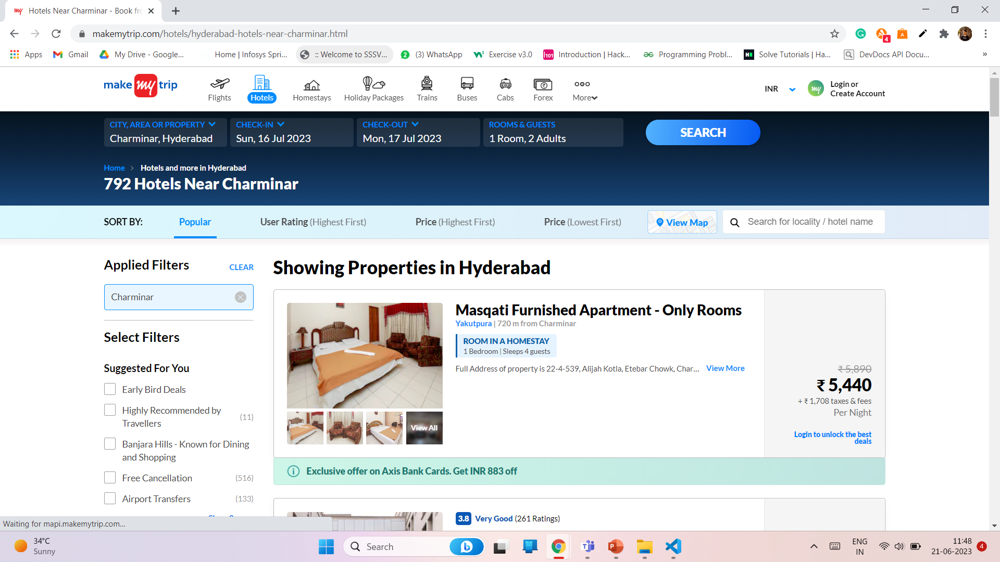 Hotels Near Charminar - Book fro
makemytrip.com/hotels/hyderabad-hotels-near-charminar.html
4
Apps
Gmail
My Drive - Google...
Home | Infosys Spri...
:: Welcome to SSSV...
(3) WhatsApp
Exercise v3.0
Introduction | Hack...
Programming Probl...
Solve Tutorials | Ha...
DevDocs API Docu...
»
make my trip
Flights
Hotels
Homestays
Holiday Packages
Trains
Buses
Cabs
Forex
More
INR
my
Login or
Create Account
CITY, AREA OR PROPERTY
Charminar, Hyderabad
CHECK-IN
Sun, 16 Jul 2023
CHECK-OUT
Mon, 17 Jul 2023
ROOMS & GUESTS
1 Room, 2 Adults
SEARCH
Home > Hotels and more in Hyderabad
792 Hotels Near Charminar
SORT BY:
Popular
User Rating (Highest First)
Price (Highest First)
Price (Lowest First)
View Map
Search for locality / hotel name
Applied Filters
CLEAR
Charminar
Select Filters
Suggested For You
Early Bird Deals
Highly Recommended by
Travellers
(11)
Banjara Hills - Known for Dining
and Shopping
Free Cancellation
(516)
Airport Transfers
(133)
Showing Properties in Hyderabad
Masqati Furnished Apartment - Only Rooms
Yakutpura | 720 m from Charminar
ROOM IN A HOMESTAY
1 Bedroom | Sleeps 4 guests
Full Address of property is 22-4-539, Alijah Kotla, Etebar Chowk, Char... View More
View All
₹ 5,890
₹ 5,440
+ ₹ 1,708 taxes & fees
Per Night
Login to unlock the best
deals
Exclusive offer on Axis Bank Cards. Get INR 883 off
3.8 Very Good (261 Ratings)
Waiting for mapi.makemytrip.com...
34°C
Sunny
Search
ENG
IN
11:48
21-06-2023
4